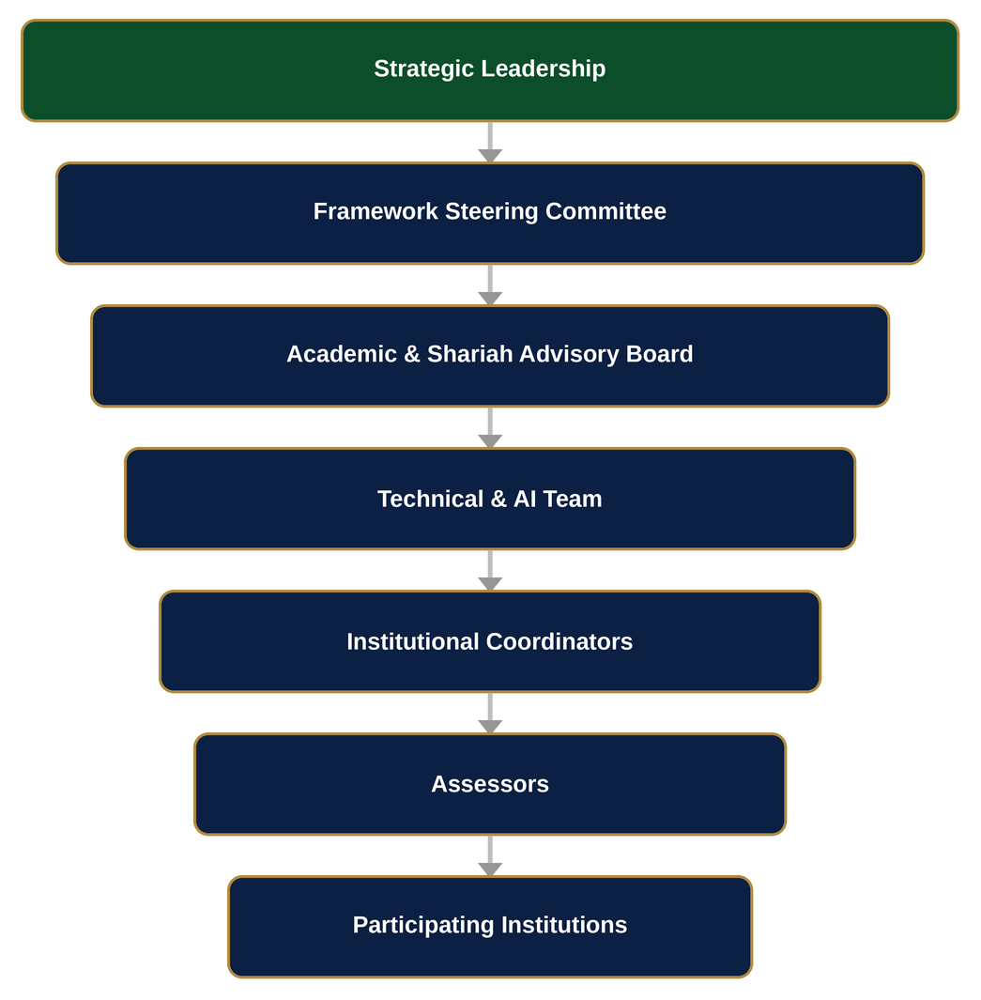 Strategic Leadership
Framework Steering Committee
Academic & Shariah Advisory Board
Technical & AI Team
Institutional Coordinators
Assessors
Participating Institutions